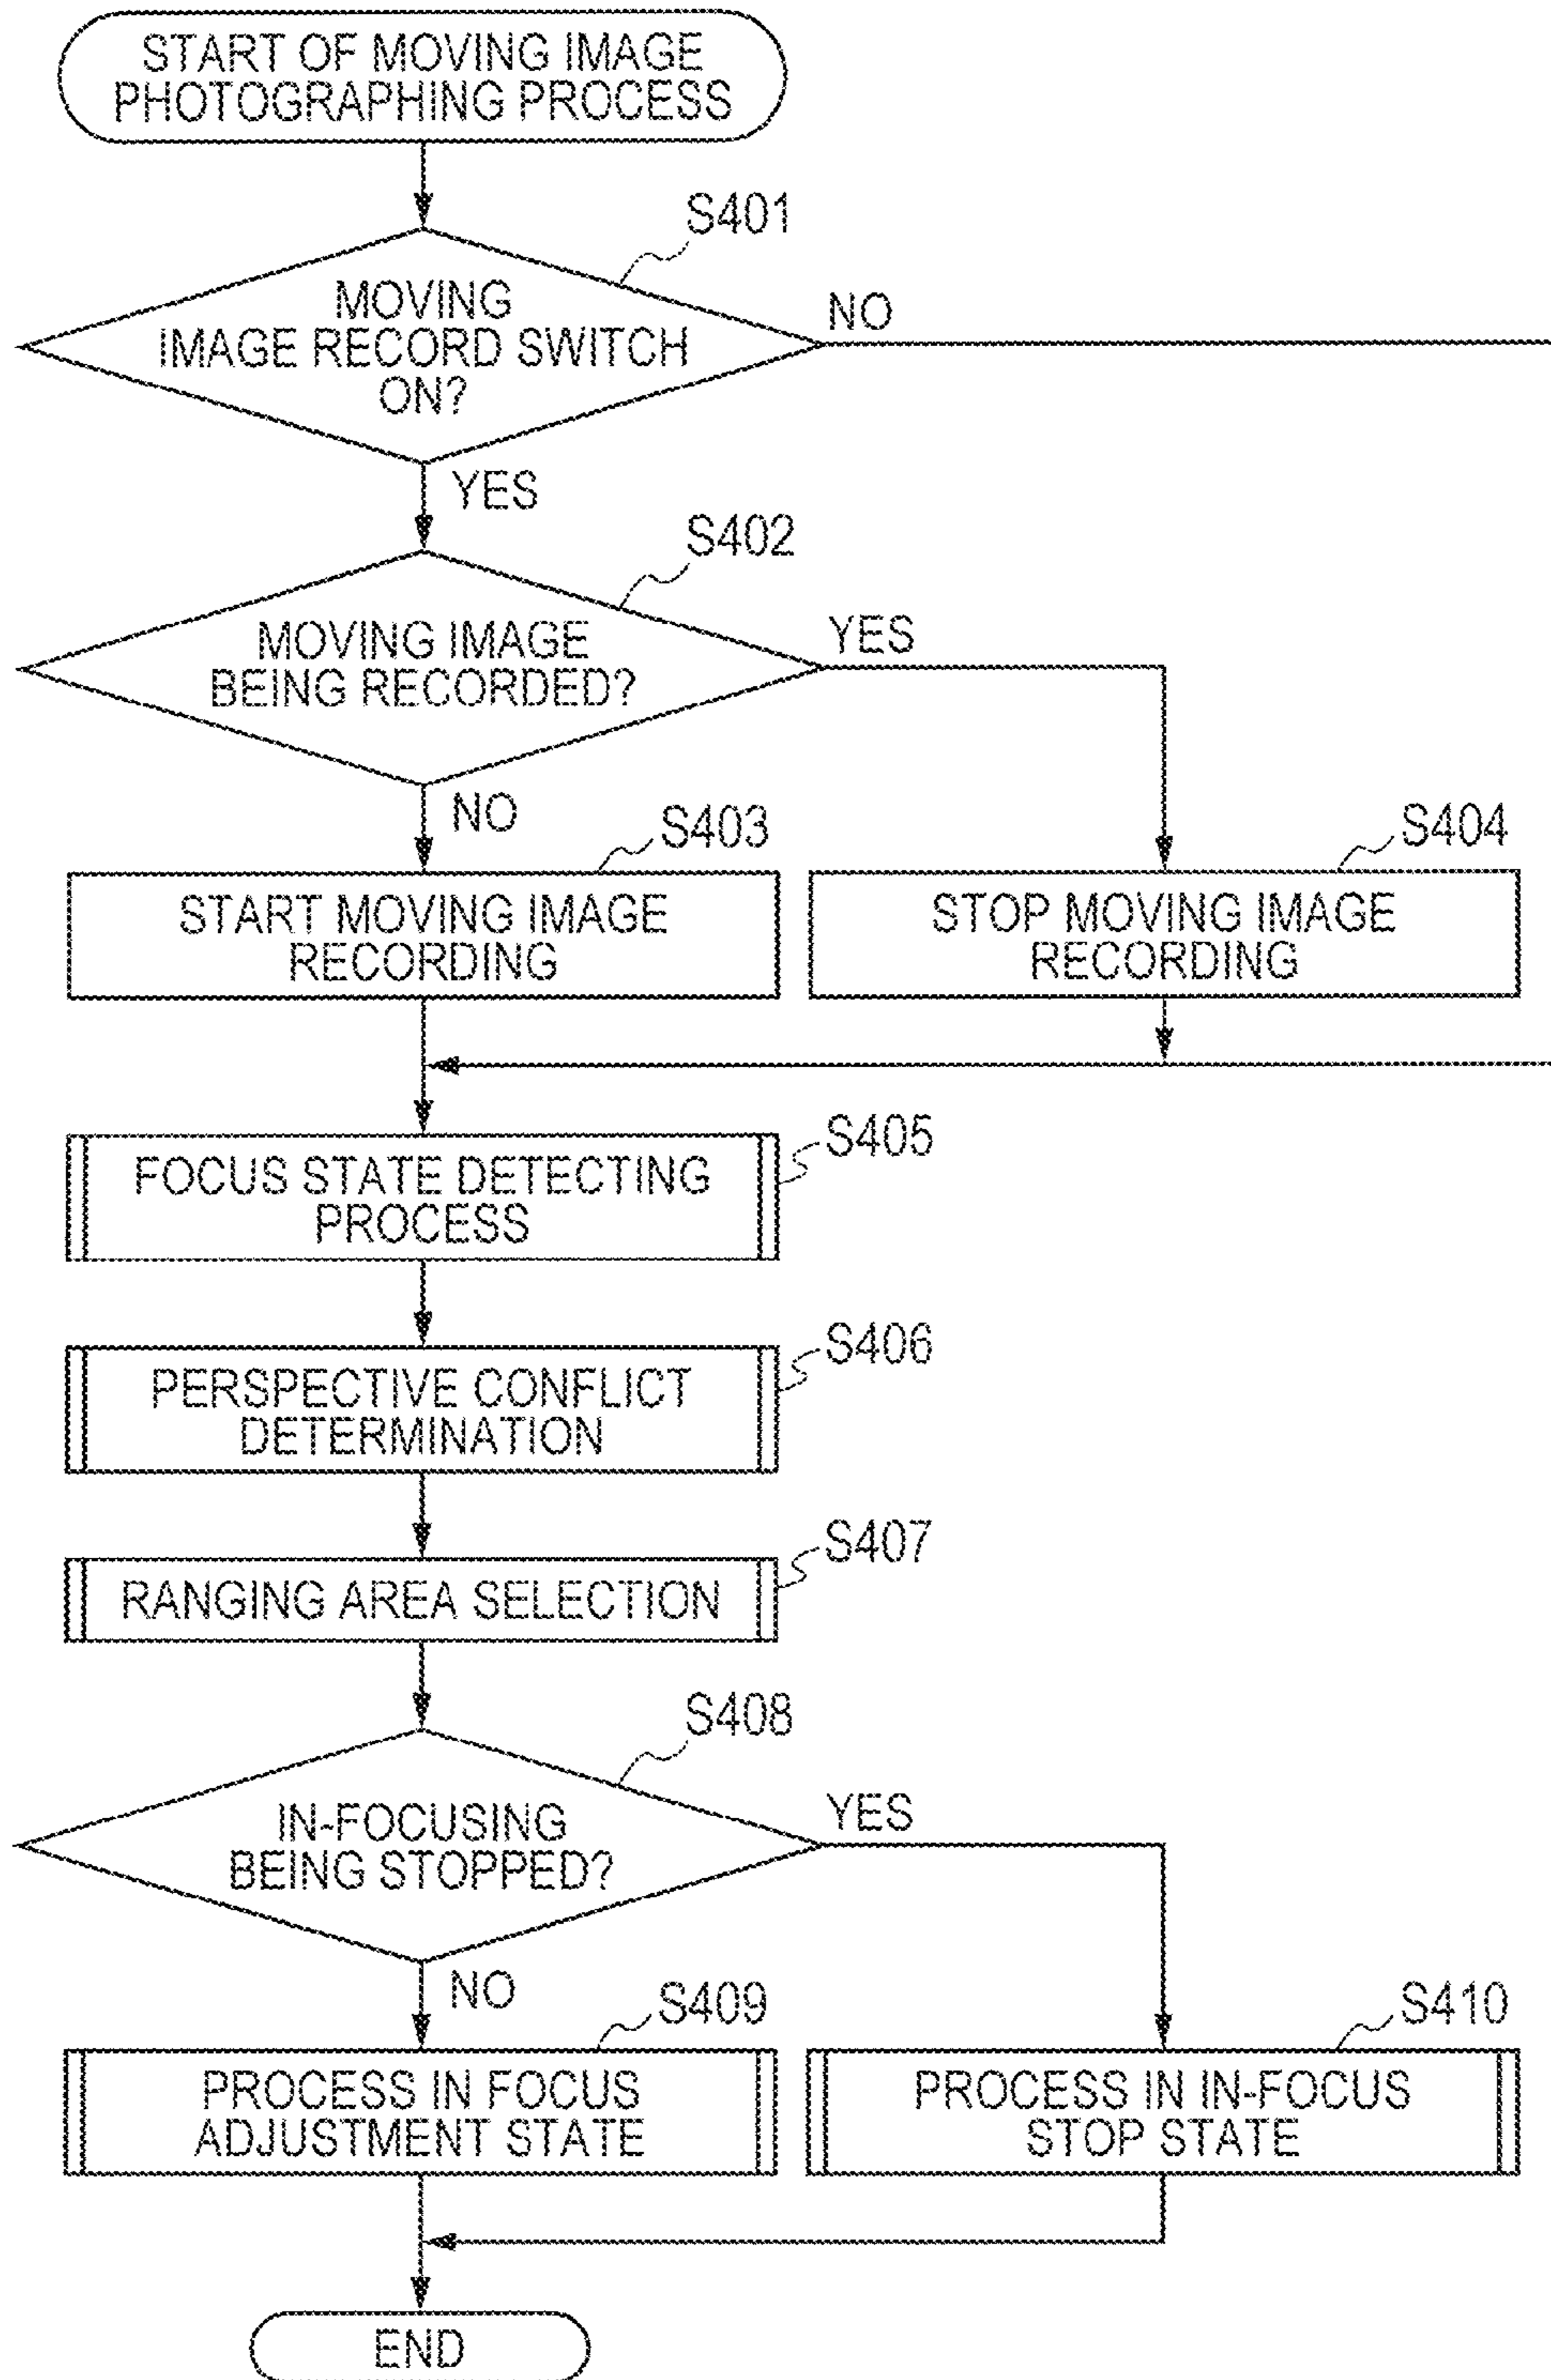 START OF MOVING IMAGE
PHOTOGRAPHING PROCESS
S401
MOVING
IMAGE RECORD SWITCH
ON?
NO
YES
S402
MOVING IMAGE
BEING RECORDED?
YES
NO
S403
START MOVING IMAGE
RECORDING
S404
STOP MOVING IMAGE
RECORDING
S405
FOCUS STATE DETECTING
PROCESS
S406
PERSPECTIVE CONFLICT
DETERMINATION
S407
RANGING AREA SELECTION
S408
IN-FOCUSING
BEING STOPPED?
YES
NO
S409
PROCESS IN FOCUS
ADJUSTMENT STATE
S410
PROCESS IN IN-FOCUS
STOP STATE
END